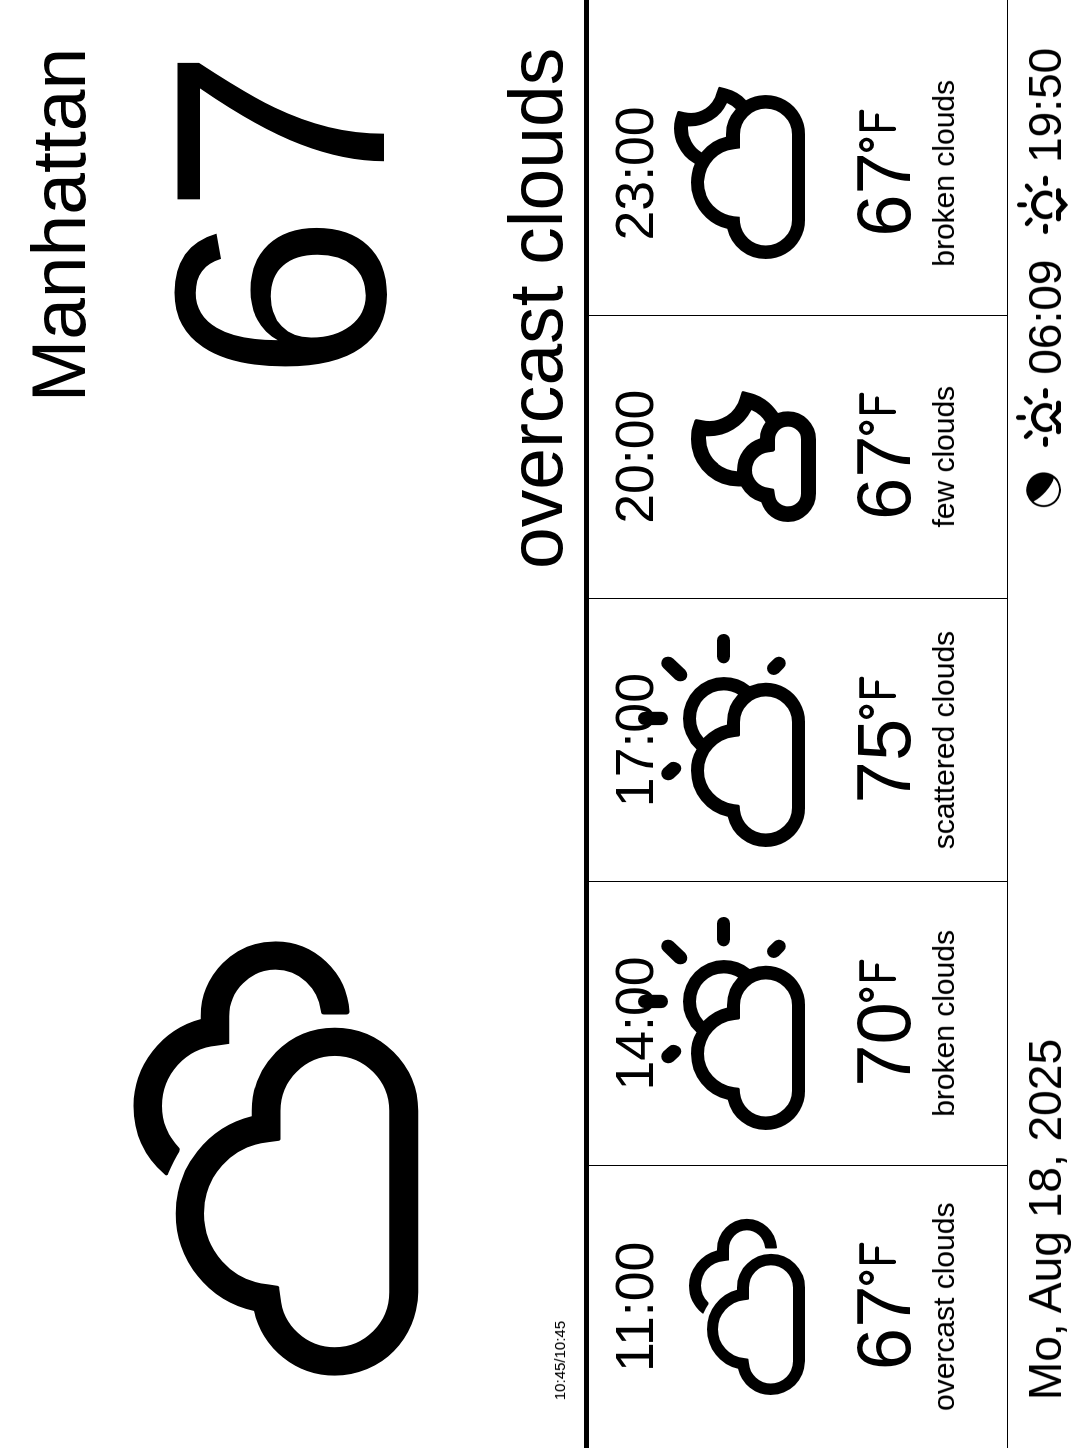 Manhattan
67
overcast clouds
10:45/10:45
11:00
67°F
overcast clouds
14:00
70°F
broken clouds
17:00
75°F
scattered clouds
20:00
67°F
few clouds
23:00
67°F
broken clouds
Mo, Aug 18, 2025
06:09 19:50